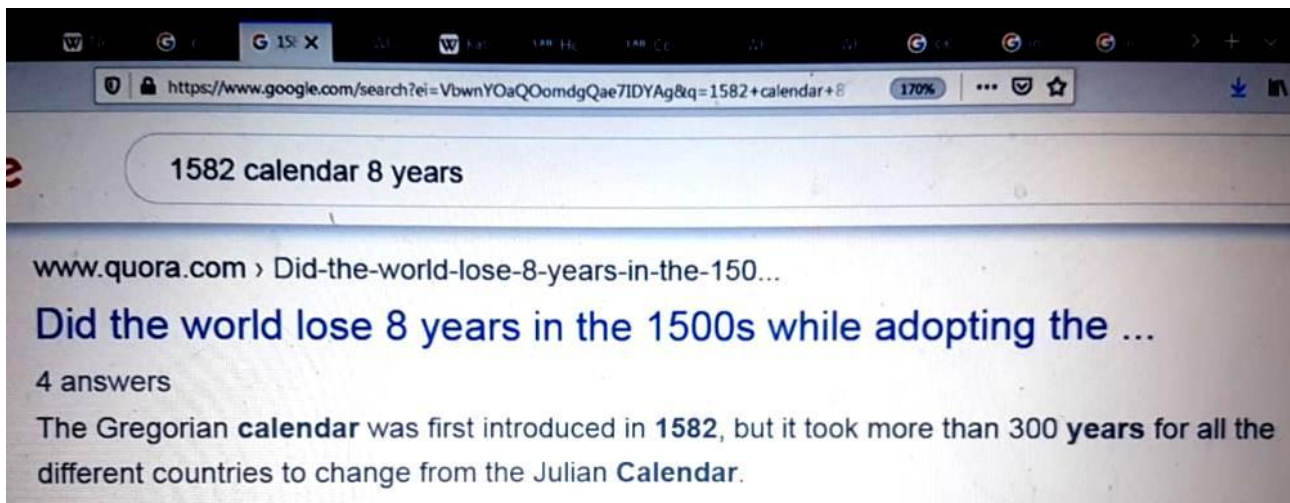 15
https://www.google.com/search?ei=VbwnYOaQOomdgQae7IDYAg&q=1582+calendar+8
170%
1582 calendar 8 years
www.quora.com › Did-the-world-lose-8-years-in-the-150...
Did the world lose 8 years in the 1500s while adopting the ...
4 answers
The Gregorian calendar was first introduced in 1582, but it took more than 300 years for all the
different countries to change from the Julian Calendar.